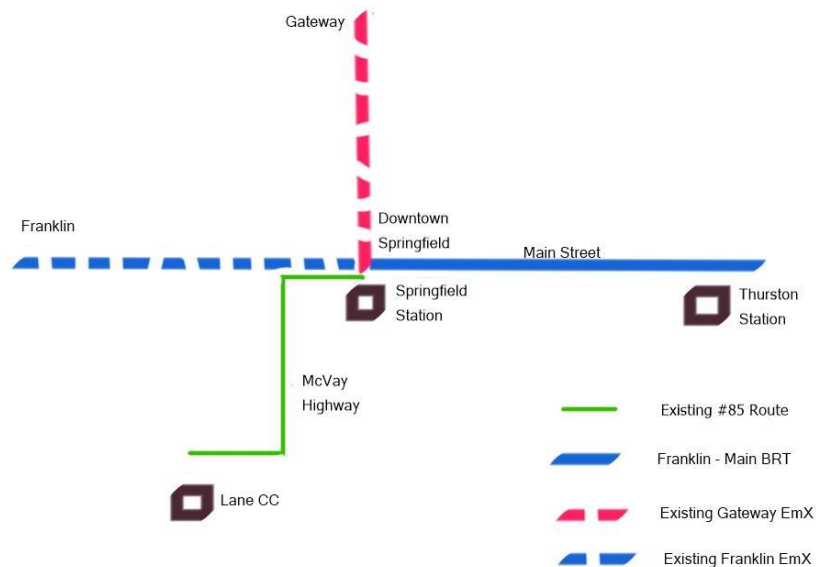 Gateway
Franklin
Downtown
Springfield
Main Street
Springfield
Station
Thurston
Station
McVay
Highway
Lane CC
Existing #85 Route
Franklin - Main BRT
Existing Gateway EmX
Existing Franklin EmX